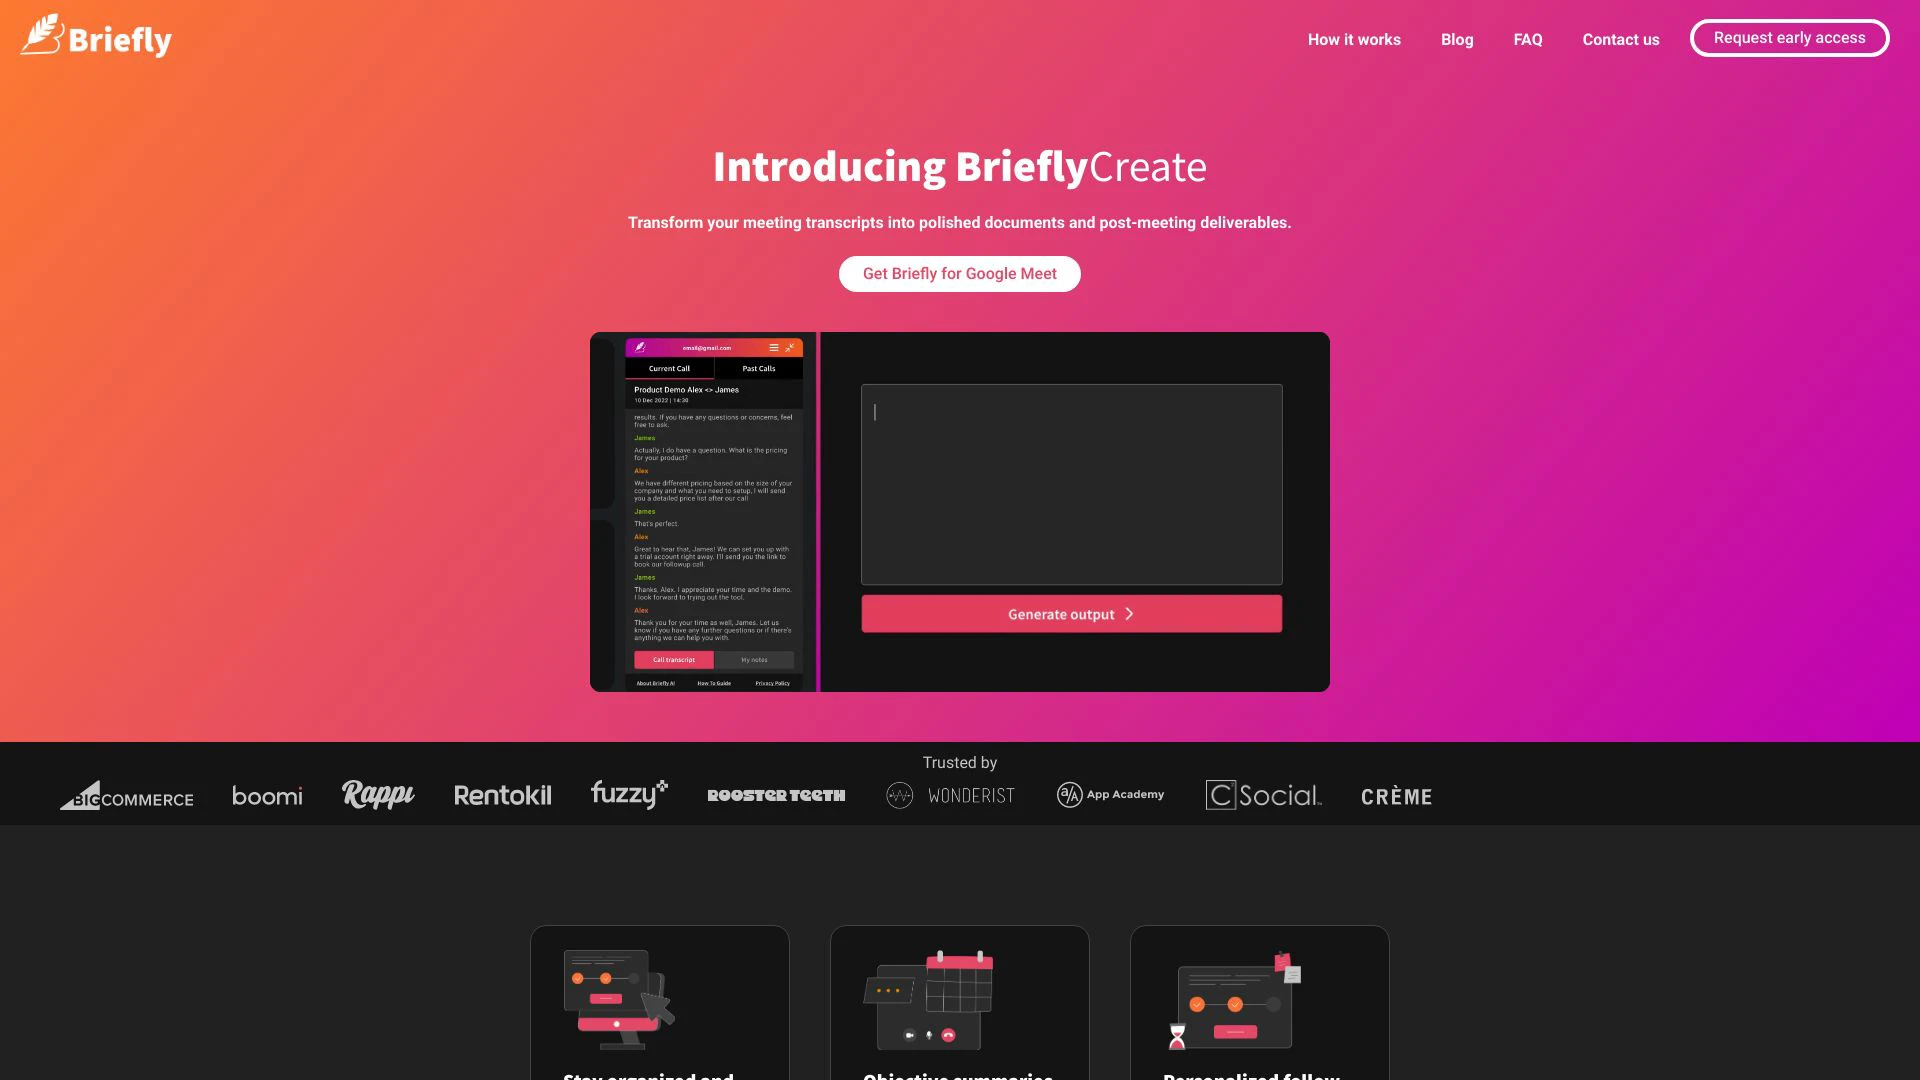 Briefly
How it works
Blog
FAQ
Contact us
Request early access
Introducing BrieflyCreate
Transform your meeting transcripts into polished documents and post-meeting deliverables.
Get Briefly for Google Meet
email@gmail.com
Current Call
Past Calls
Product Demo Alex <> James
10 Dec 2022 | 14:30
results. If you have any questions or concerns, feel
free to ask.
James
Actually, I do have a question. What is the pricing
for your product?
Alex
We have different pricing based on the size of your
company and what you need to setup, I will send
you a detailed price list after our call
James
That's perfect.
Alex
Great to hear that, James! We can set you up with
a trial account right away. I'll send you the link to
book our followup call.
James
Thanks, Alex. I appreciate your time and the demo.
I look forward to trying out the tool.
Alex
Thank you for your time as well, James. Let us
know if you have any further questions or if there's
anything we can help you with.
Call transcript
My notes
About Briefly AI
How To Guide
Privacy Policy
Generate output
Trusted by
BIGCOMMERCE
boomi
Rappi
Rentokil
fuzzy
ROOSTER TEETH
WONDERIST
a/A App Academy
C Social
CRÈME
Stay organized and
Objective summaries
Personalized follow